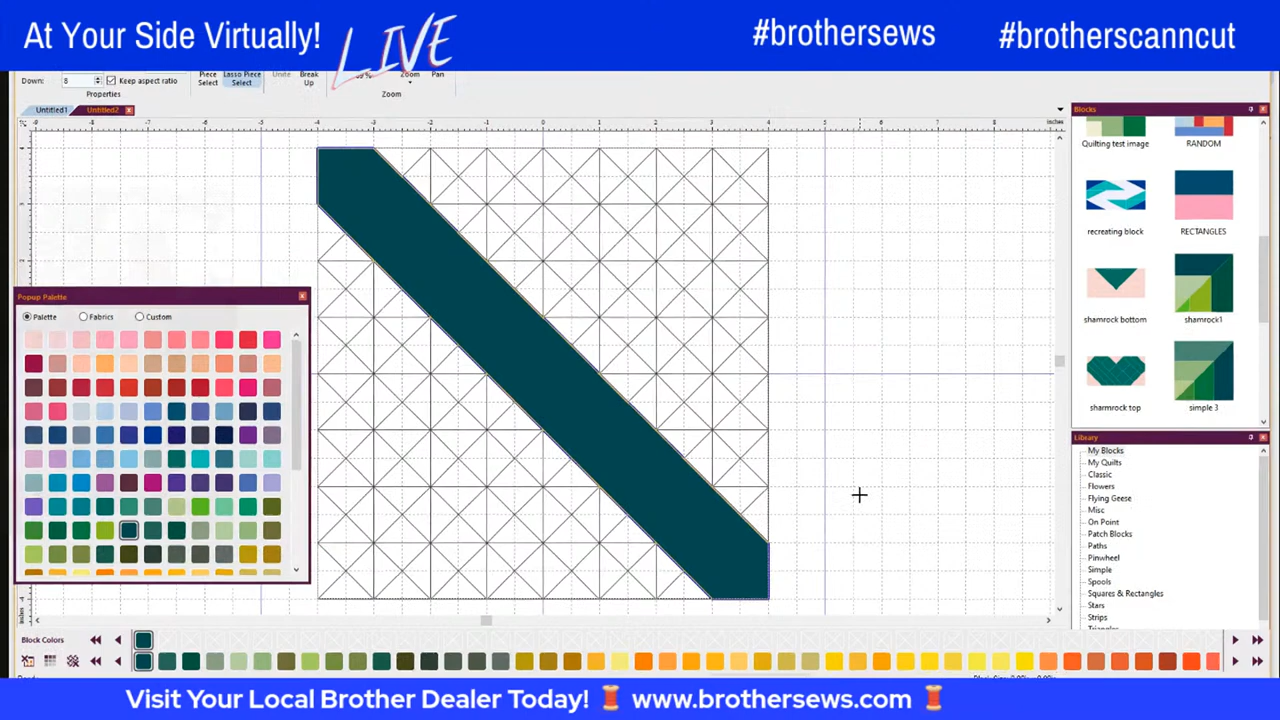 At Your Side Virtually! LIVE #brothersews #brotherscanncut
Down: 8 Keep aspect ratio
Piece Select
Lasso Piece Select
Unite
Break Up
Zoom
Pan
Properties
Zoom
Untitled1 Untitled2
inches
Blocks
Quilting test image
RANDOM
recreating block
RECTANGLES
shamrock bottom
shamrock1
sharmrock top
simple 3
Popup Palette
Palette Fabrics Custom
Library
My Blocks
My Quilts
Classic
Flowers
Flying Geese
Misc
On Point
Patch Blocks
Paths
Pinwheel
Simple
Spools
Squares & Rectangles
Stars
Strips
Block Colors
Visit Your Local Brother Dealer Today! www.brothersews.com